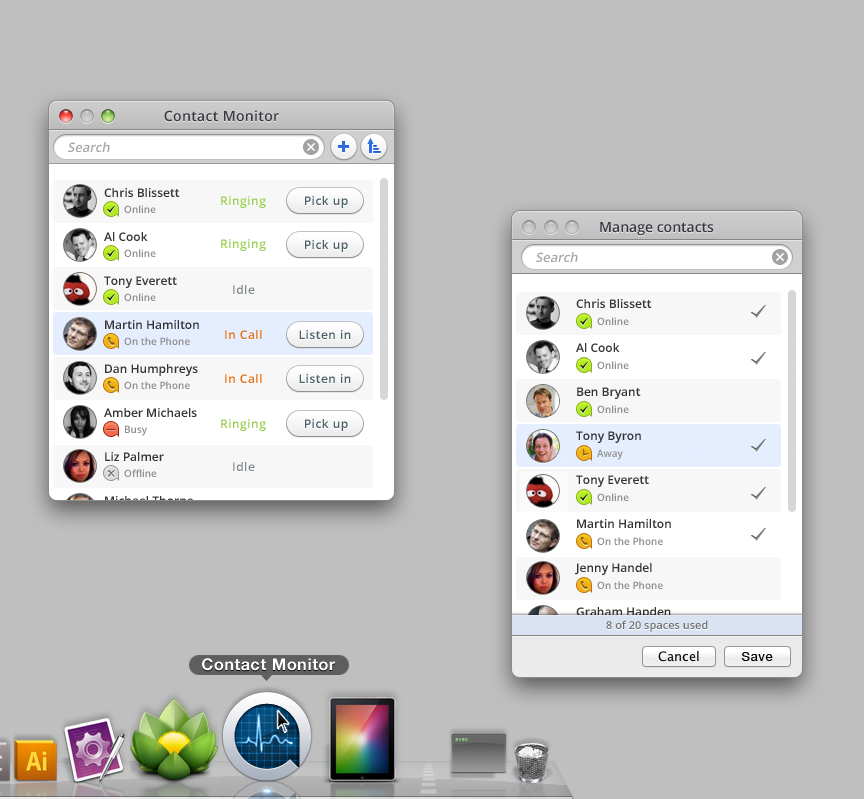 Contact Monitor
Search
Chris Blissett
Online
Ringing
Pick up
Al Cook
Online
Ringing
Pick up
Tony Everett
Online
Idle
Martin Hamilton
On the Phone
In Call
Listen in
Dan Humphreys
On the Phone
In Call
Listen in
Amber Michaels
Busy
Ringing
Pick up
Liz Palmer
Offline
Idle
Michael Thorne
Manage contacts
Search
Chris Blissett
Online
Al Cook
Online
Ben Bryant
Online
Tony Byron
Away
Tony Everett
Online
Martin Hamilton
On the Phone
Jenny Handel
On the Phone
Graham Hapden
8 of 20 spaces used
Cancel
Save
Contact Monitor
Ai
exec